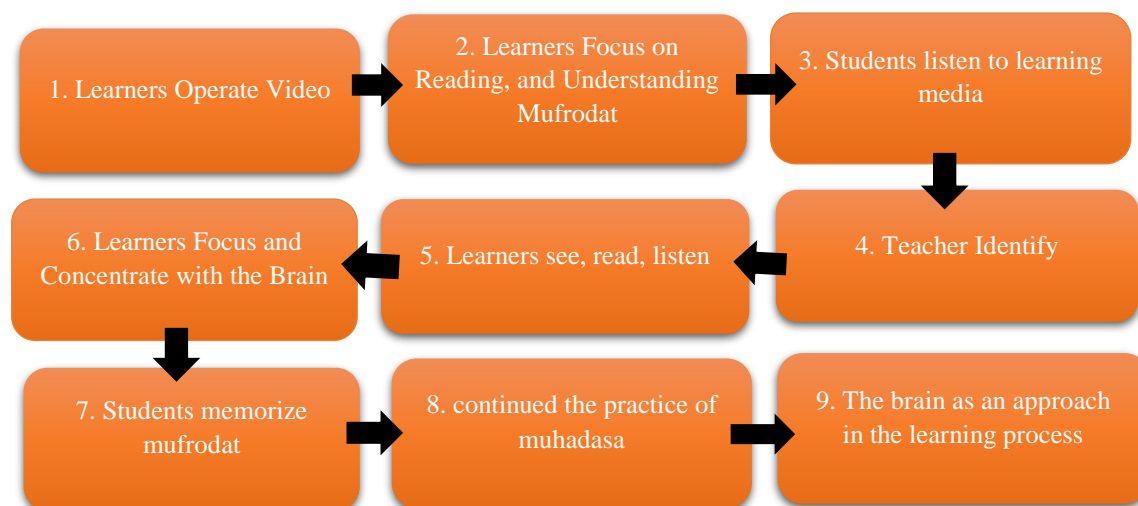 1. Learners Operate Video
2. Learners Focus on
Reading, and Understanding
Mufrodat
3. Students listen to learning
media
4. Teacher Identify
5. Learners see, read, listen
6. Learners Focus and
Concentrate with the Brain
7. Students memorize
mufrodat
8. continued the practice of
muhadasa
9. The brain as an approach
in the learning process